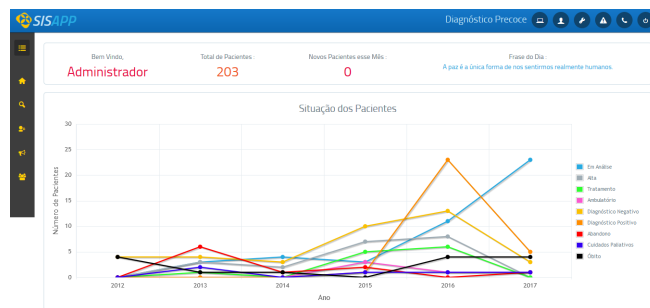 SISAPP
Diagnóstico Precoce
Bem Vindo,
Administrador
Total de Pacientes :
203
Novos Pacientes esse Mês :
0
Frase do Dia :
A paz é a única forma de nos sentirmos realmente humanos.
Situação dos Pacientes
Número de Pacientes
30
25
20
15
10
5
0
2012 2013 2014 2015 2016 2017
Ano
Em Análise
Alta
Tratamento
Ambulatório
Diagnóstico Negativo
Diagnóstico Positivo
Abandono
Cuidados Paliativos
Óbito